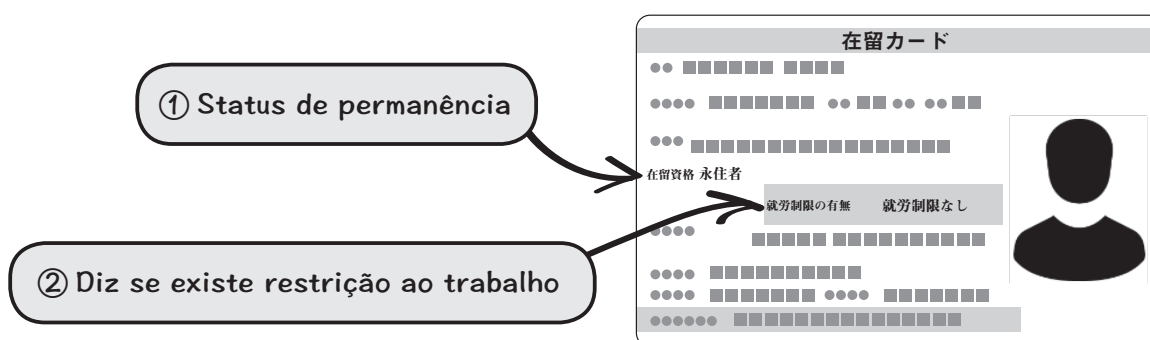 在留カード
① Status de permanência
在留資格 永住者
就労制限の有無 就労制限なし
② Diz se existe restrição ao trabalho